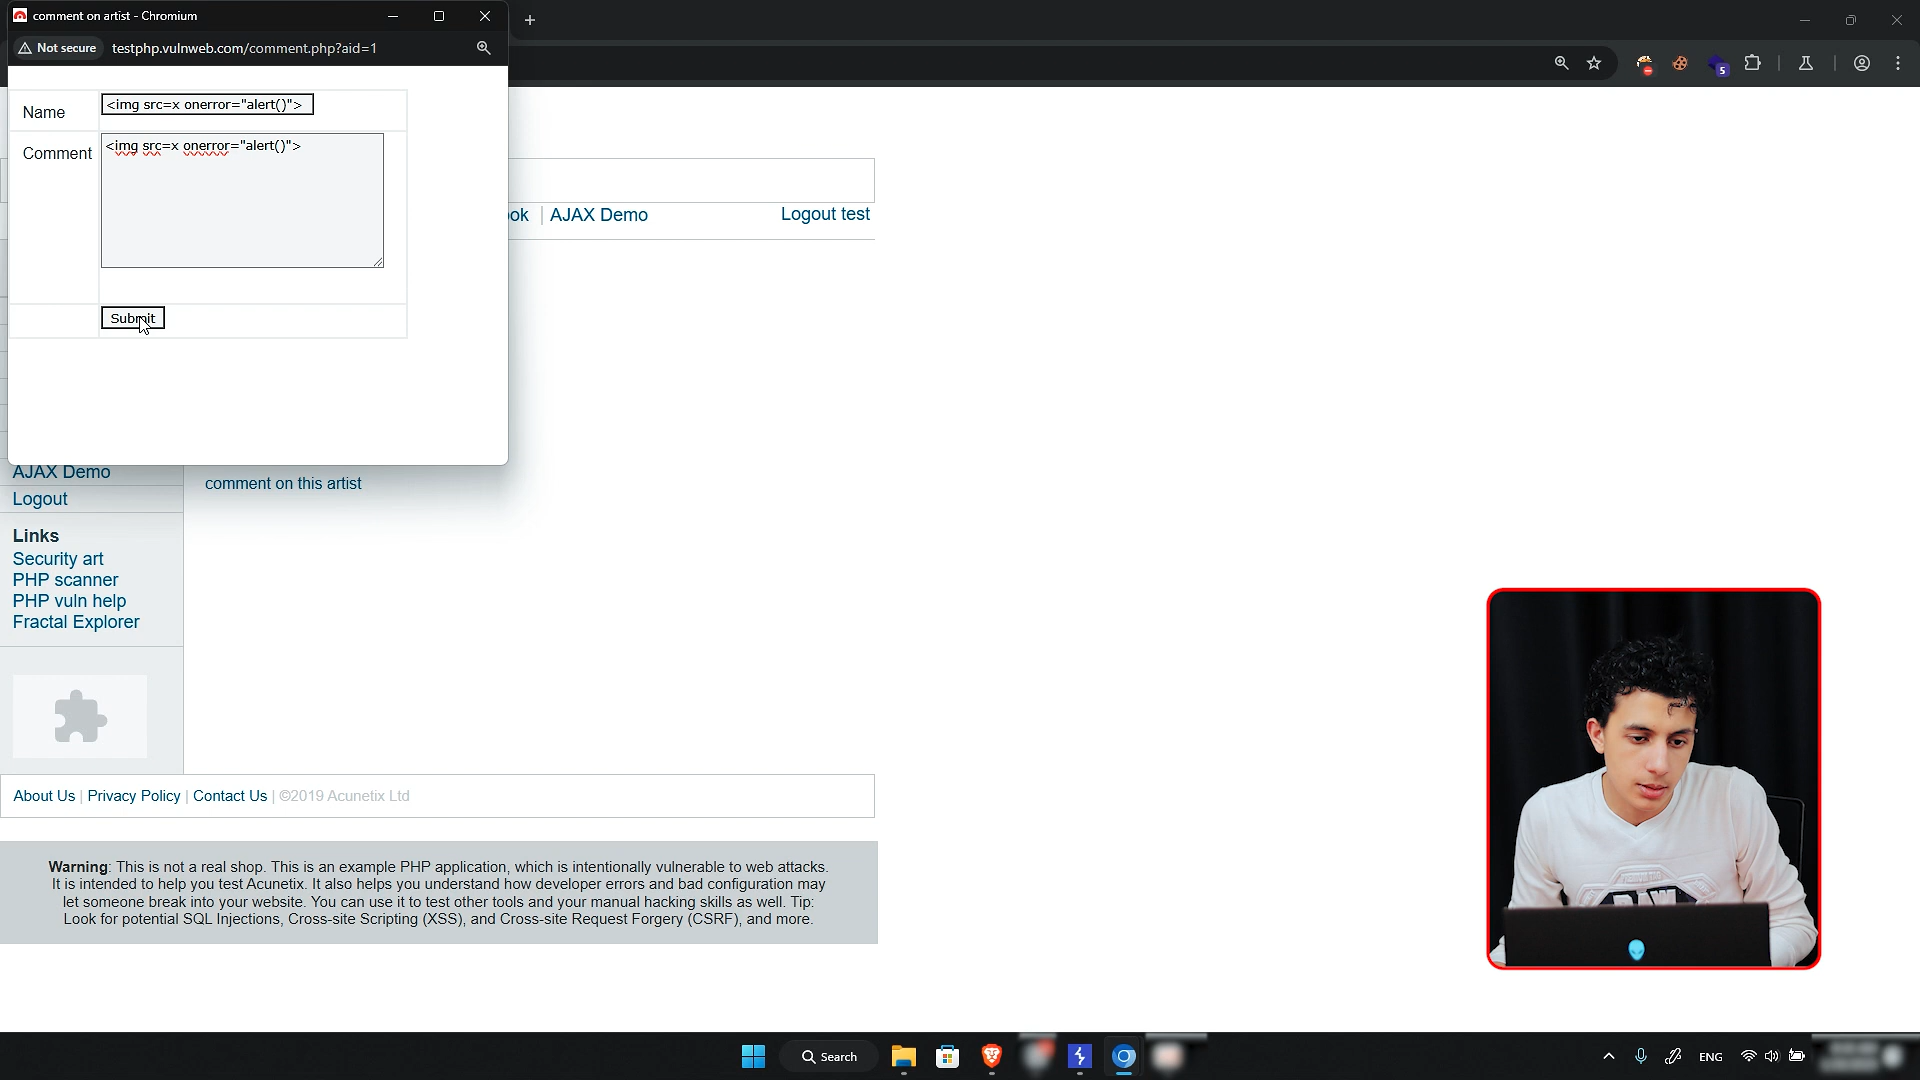 comment on artist - Chromium
Not secure
testphp.vulnweb.com/comment.php?aid=1
5
Name
<img src=x onerror="alert()">
Comment
<img src=x onerror="alert()">
Submit
ook
AJAX Demo
Logout test
AJAX Demo
Logout
comment on this artist
Links
Security art
PHP scanner
PHP vuln help
Fractal Explorer
About Us | Privacy Policy | Contact Us | ©2019 Acunetix Ltd
Warning: This is not a real shop. This is an example PHP application, which is intentionally vulnerable to web attacks.
It is intended to help you test Acunetix. It also helps you understand how developer errors and bad configuration may
let someone break into your website. You can use it to test other tools and your manual hacking skills as well. Tip:
Look for potential SQL Injections, Cross-site Scripting (XSS), and Cross-site Request Forgery (CSRF), and more.
Search
ENG